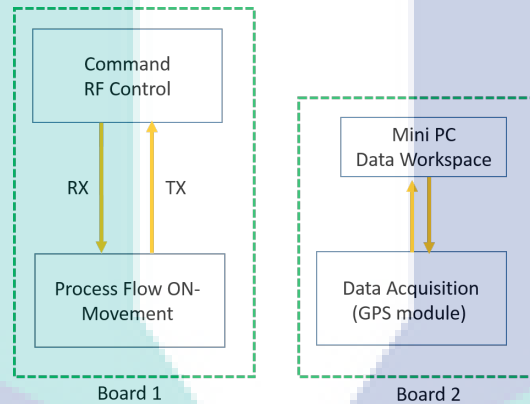 Command
RF Control
RX
TX
Process Flow ON-
Movement
Board 1
Mini PC
Data Workspace
Data Acquisition
(GPS module)
Board 2